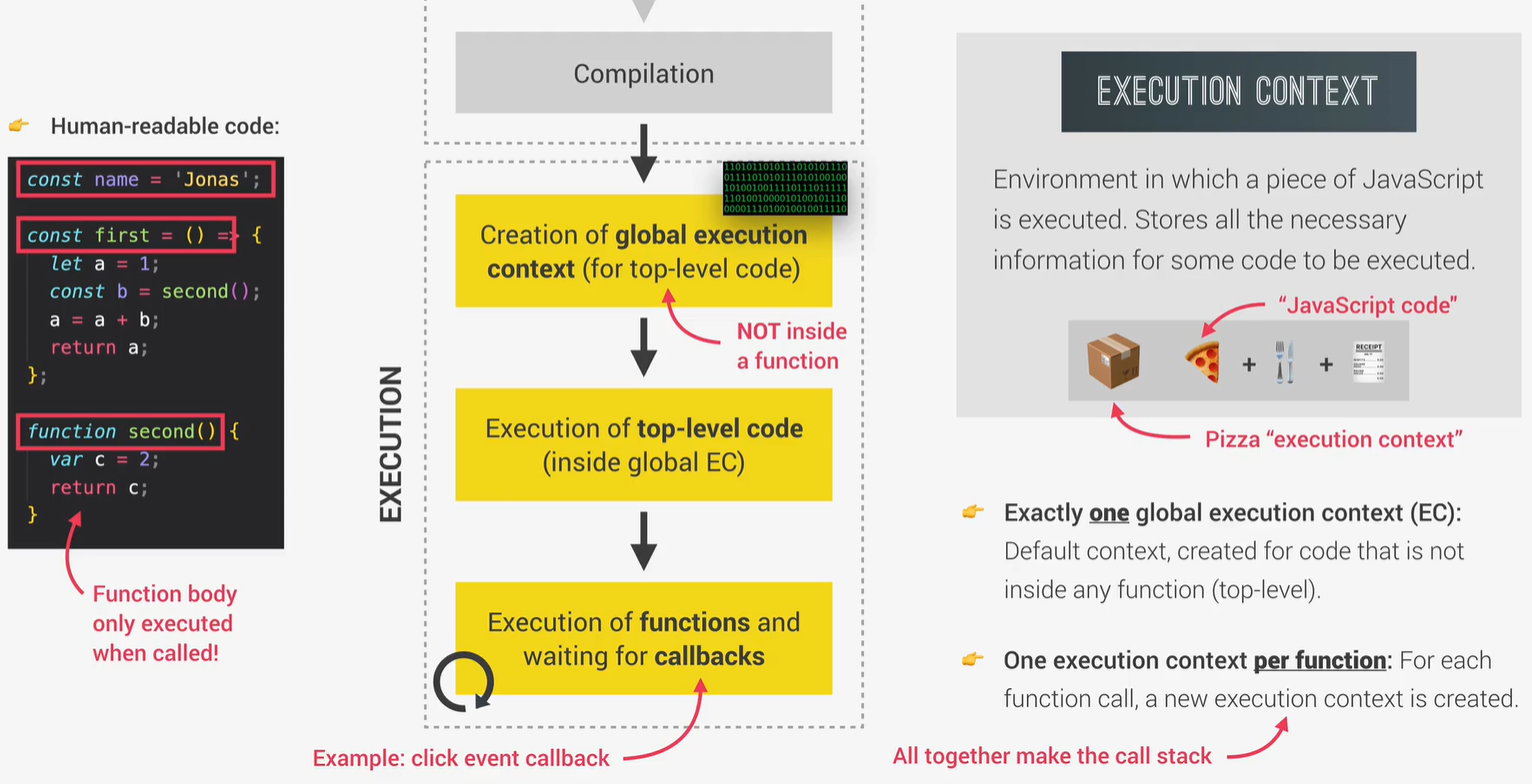 Compilation
👉 Human-readable code:
const name = 'Jonas';
const first = () => {
let a = 1;
const b = second();
a = a + b;
return a;
};
function second() {
var c = 2;
return c;
}
Function body
only executed
when called!
EXECUTION
11010110101110101011110
01111010101110101001 00
Creation of global execution
context (for top-level code)
NOT inside
a function
Execution of top-level code
(inside global EC)
Execution of functions and
waiting for callbacks
Example: click event callback
EXECUTION CONTEXT
Environment in which a piece of JavaScript
is executed. Stores all the necessary
information for some code to be executed.
“JavaScript code”
+ +
RECEIPT
Pizza “execution context”
👉 Exactly one global execution context (EC):
Default context, created for code that is not
inside any function (top-level).
👉 One execution context per function: For each
function call, a new execution context is created.
All together make the call stack